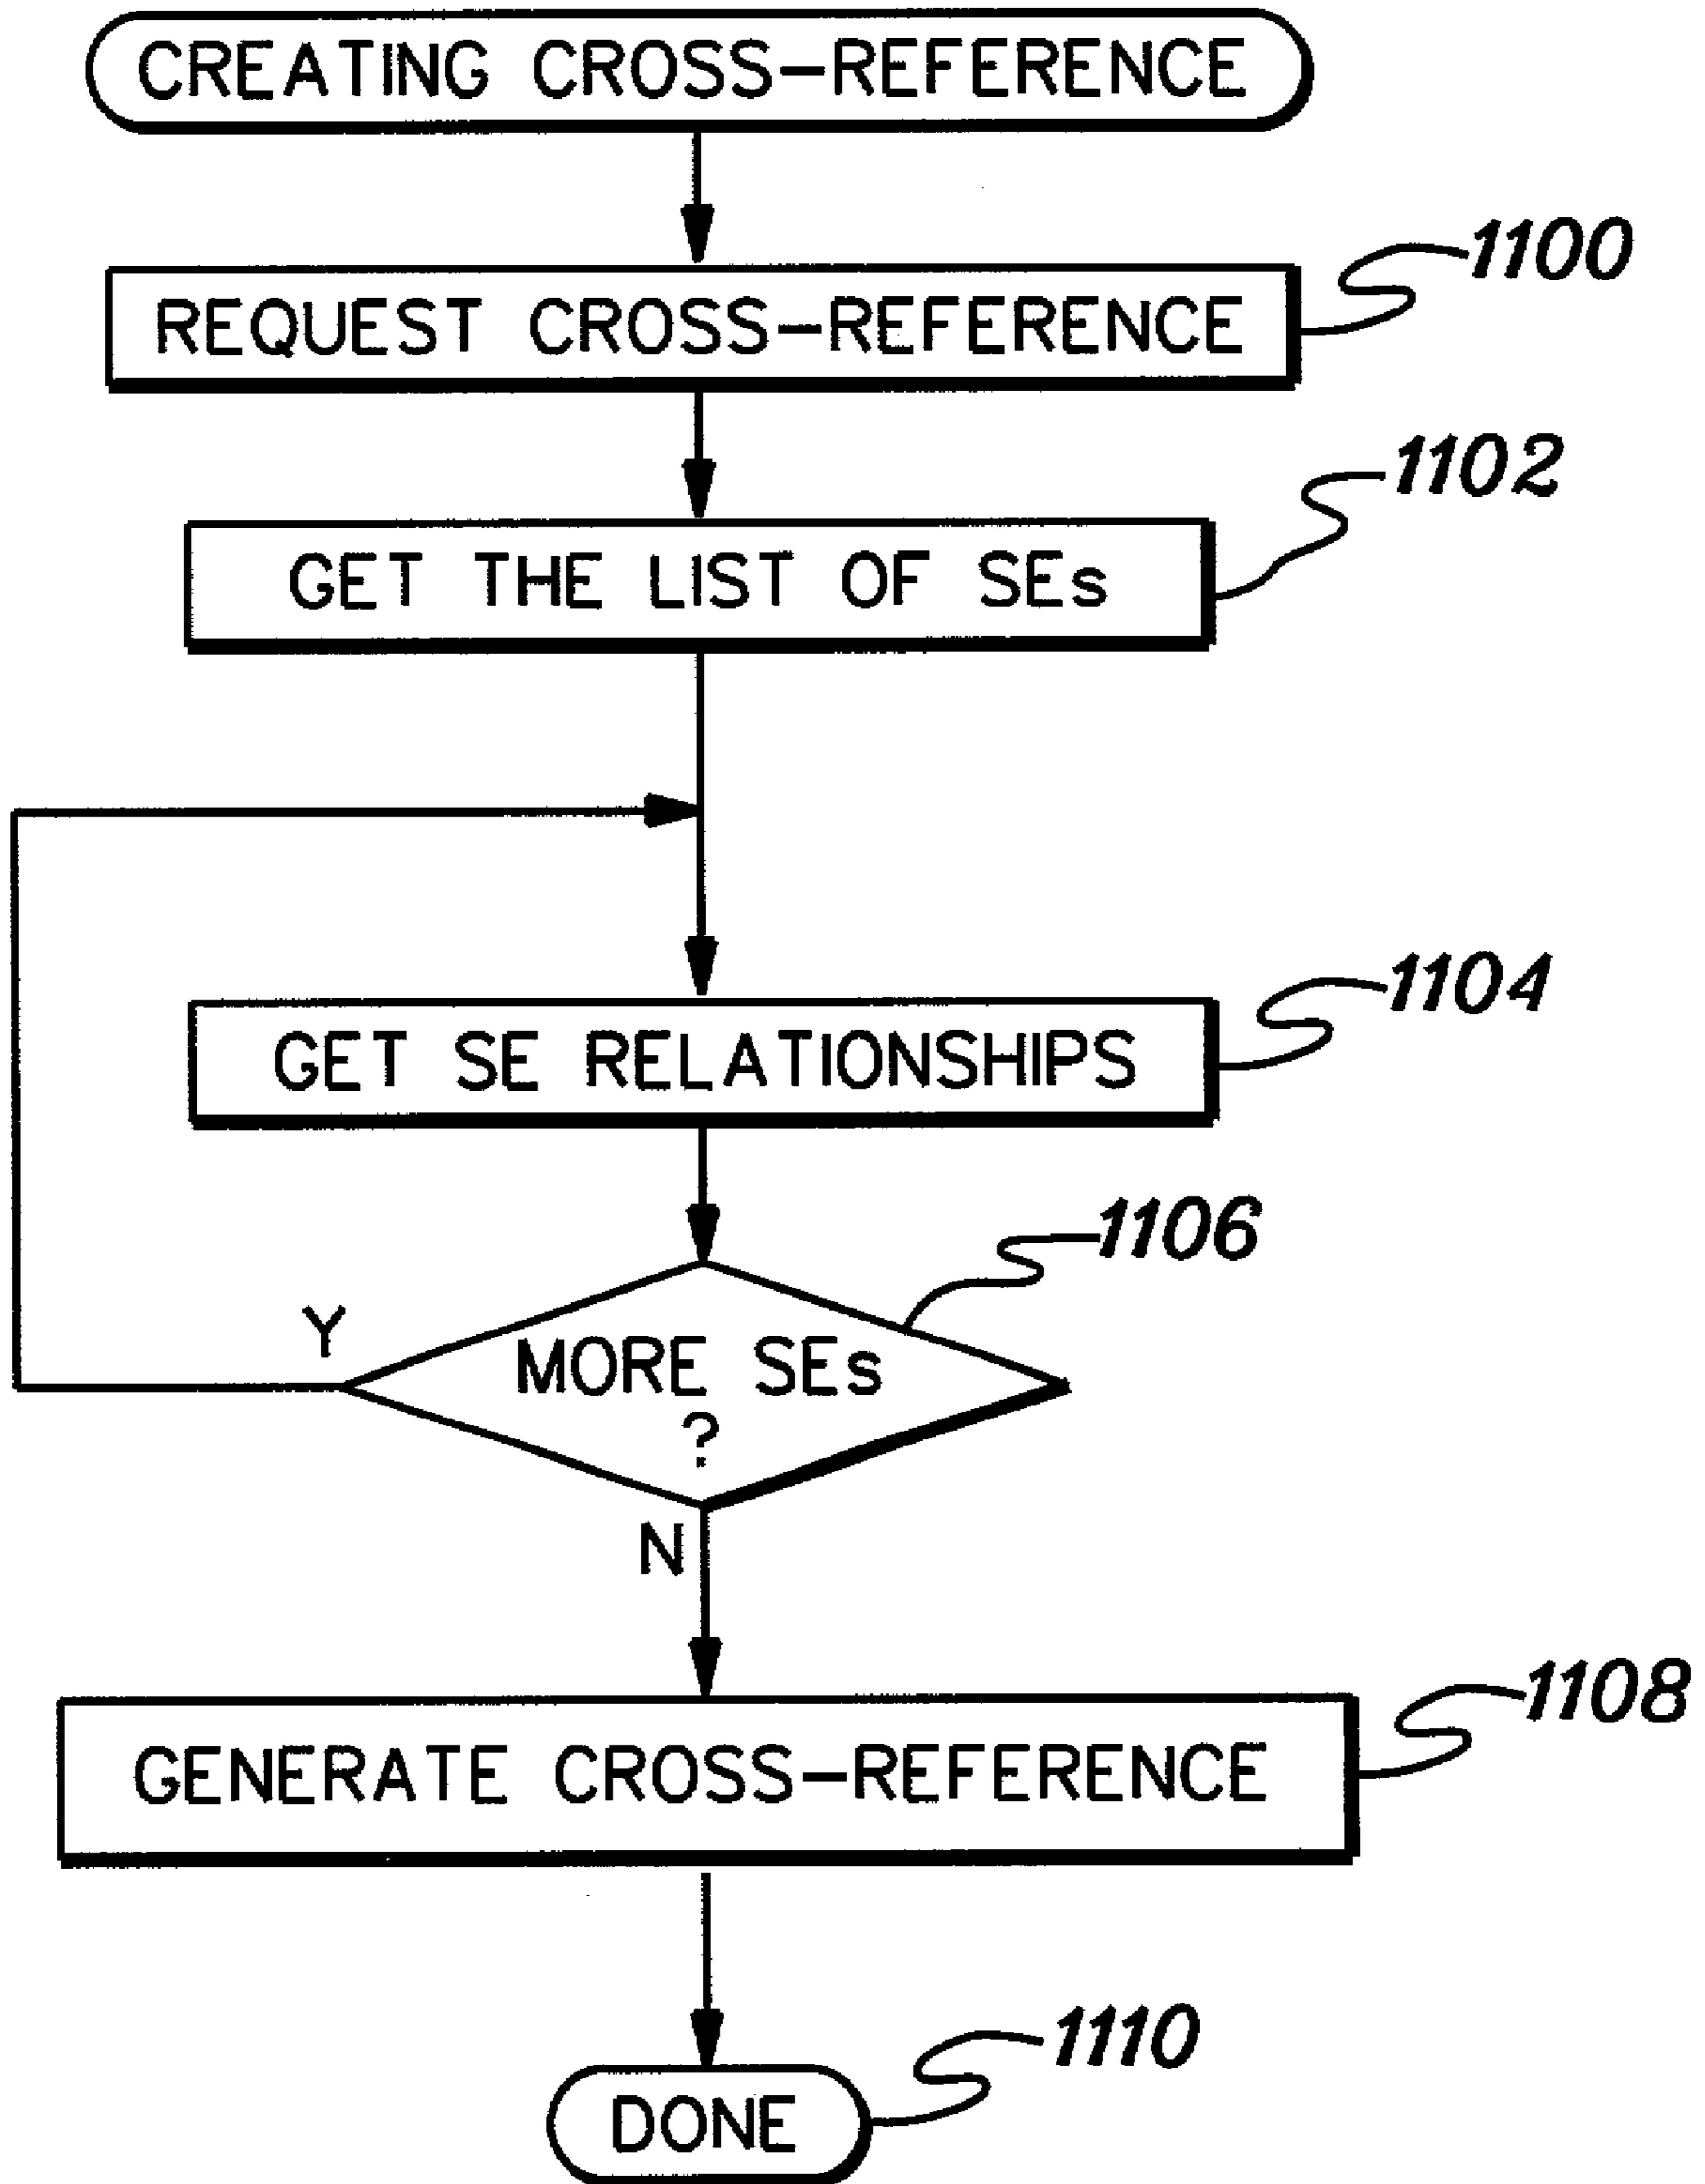 CREATING CROSS-REFERENCE
1100
REQUEST CROSS-REFERENCE
1102
GET THE LIST OF SEs
1104
GET SE RELATIONSHIPS
1106
Y
MORE SEs
?
N
1108
GENERATE CROSS-REFERENCE
1110
DONE